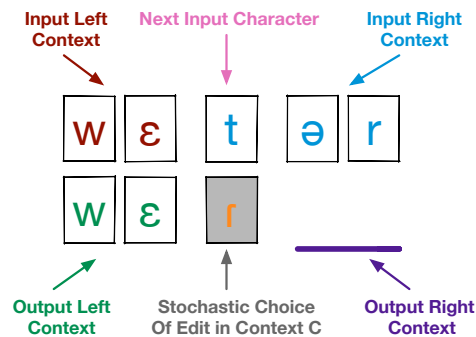 Input Left Context
Next Input Character
Input Right Context
w ɛ t ə r
w ɛ ɾ
Output Left Context
Stochastic Choice Of Edit in Context C
Output Right Context